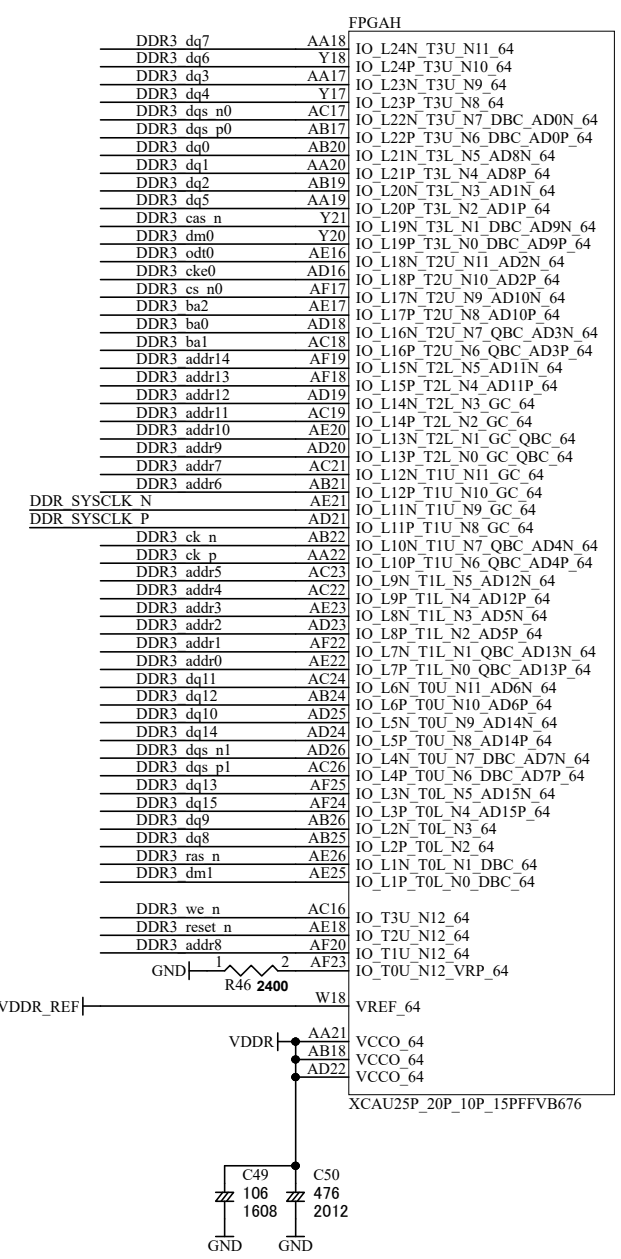 FPGAH
DDR3_dq7 AA18 IO_L24N_T3U_N11_64
DDR3_dq6 Y18 IO_L24P_T3U_N10_64
DDR3_dq3 AA17 IO_L23N_T3U_N9_64
DDR3_dq4 Y17 IO_L23P_T3U_N8_64
DDR3_dqs_n0 AC17 IO_L22N_T3U_N7_DBC_AD0N_64
DDR3_dqs_p0 AB17 IO_L22P_T3U_N6_DBC_AD0P_64
DDR3_dq0 AB20 IO_L21N_T3L_N5_AD8N_64
DDR3_dq1 AA20 IO_L21P_T3L_N4_AD8P_64
DDR3_dq2 AB19 IO_L20N_T3L_N3_AD1N_64
DDR3_dq5 AA19 IO_L20P_T3L_N2_AD1P_64
DDR3_cas_n Y21 IO_L19N_T3L_N1_DBC_AD9N_64
DDR3_dm0 Y20 IO_L19P_T3L_N0_DBC_AD9P_64
DDR3_odt0 AE16 IO_L18N_T2U_N11_AD2N_64
DDR3_cke0 AD16 IO_L18P_T2U_N10_AD2P_64
DDR3_cs_n0 AF17 IO_L17N_T2U_N9_AD10N_64
DDR3_ba2 AE17 IO_L17P_T2U_N8_AD10P_64
DDR3_ba0 AD18 IO_L16N_T2U_N7_QBC_AD3N_64
DDR3_ba1 AC18 IO_L16P_T2U_N6_QBC_AD3P_64
DDR3_addr14 AF19 IO_L15N_T2L_N5_AD11N_64
DDR3_addr13 AF18 IO_L15P_T2L_N4_AD11P_64
DDR3_addr12 AD19 IO_L14N_T2L_N3_GC_64
DDR3_addr11 AC19 IO_L14P_T2L_N2_GC_64
DDR3_addr10 AE20 IO_L13N_T2L_N1_GC_QBC_64
DDR3_addr9 AD20 IO_L13P_T2L_N0_GC_QBC_64
DDR3_addr7 AC21 IO_L12N_T1U_N11_GC_64
DDR3_addr6 AB21 IO_L12P_T1U_N10_GC_64
DDR_SYSCLK_N AE21 IO_L11N_T1U_N9_GC_64
DDR_SYSCLK_P AD21 IO_L11P_T1U_N8_GC_64
DDR3_ck_n AB22 IO_L10N_T1U_N7_QBC_AD4N_64
DDR3_ck_p AA22 IO_L10P_T1U_N6_QBC_AD4P_64
DDR3_addr5 AC23 IO_L9N_T1L_N5_AD12N_64
DDR3_addr4 AC22 IO_L9P_T1L_N4_AD12P_64
DDR3_addr3 AE23 IO_L8N_T1L_N3_AD5N_64
DDR3_addr2 AD23 IO_L8P_T1L_N2_AD5P_64
DDR3_addr1 AF22 IO_L7N_T1L_N1_QBC_AD13N_64
DDR3_addr0 AE22 IO_L7P_T1L_N0_QBC_AD13P_64
DDR3_dq11 AC24 IO_L6N_T0U_N11_AD6N_64
DDR3_dq12 AB24 IO_L6P_T0U_N10_AD6P_64
DDR3_dq10 AD25 IO_L5N_T0U_N9_AD14N_64
DDR3_dq14 AD24 IO_L5P_T0U_N8_AD14P_64
DDR3_dqs_n1 AD26 IO_L4N_T0U_N7_DBC_AD7N_64
DDR3_dqs_p1 AC26 IO_L4P_T0U_N6_DBC_AD7P_64
DDR3_dq13 AF25 IO_L3N_T0L_N5_AD15N_64
DDR3_dq15 AF24 IO_L3P_T0L_N4_AD15P_64
DDR3_dq9 AB26 IO_L2N_T0L_N3_64
DDR3_dq8 AB25 IO_L2P_T0L_N2_64
DDR3_ras_n AE26 IO_L1N_T0L_N1_DBC_64
DDR3_dm1 AE25 IO_L1P_T0L_N0_DBC_64
DDR3_we_n AC16 IO_T3U_N12_64
DDR3_reset_n AE18 IO_T2U_N12_64
DDR3_addr8 AF20 IO_T1U_N12_64
GND 1 2 AF23 IO_T0U_N12_VRP_64
R46 2400
VDDR_REF W18 VREF_64
VDDR AA21 VCCO_64
AB18 VCCO_64
AD22 VCCO_64
XCAU25P_20P_10P_15PFFVB676
C49 C50
106 476
1608 2012
GND GND